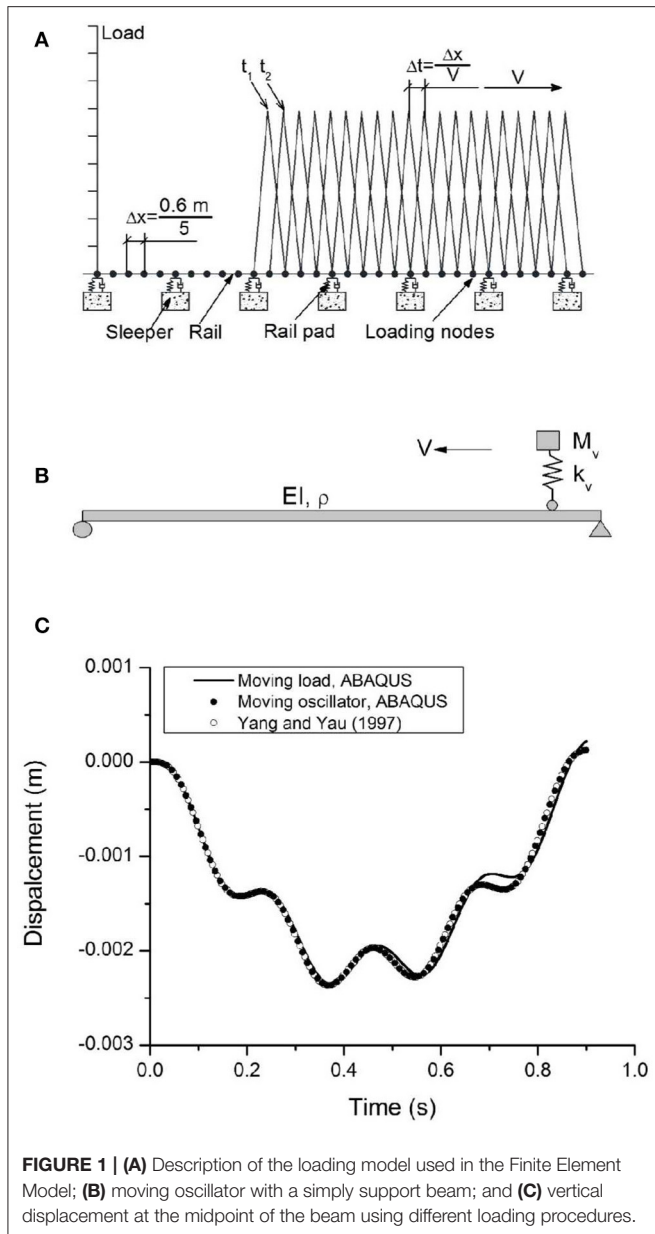 A
Load
t1 t2
Δt=Δx/V
V
Δx=0.6 m/5
Sleeper Rail Rail pad Loading nodes
B
V
Mv
kv
EI, ρ
C
0.001
0.000
-0.001
-0.002
-0.003
Dispalcement (m)
Moving load, ABAQUS
Moving oscillator, ABAQUS
Yang and Yau (1997)
0.0 0.2 0.4 0.6 0.8 1.0
Time (s)
FIGURE 1 | (A) Description of the loading model used in the Finite Element
Model; (B) moving oscillator with a simply support beam; and (C) vertical
displacement at the midpoint of the beam using different loading procedures.